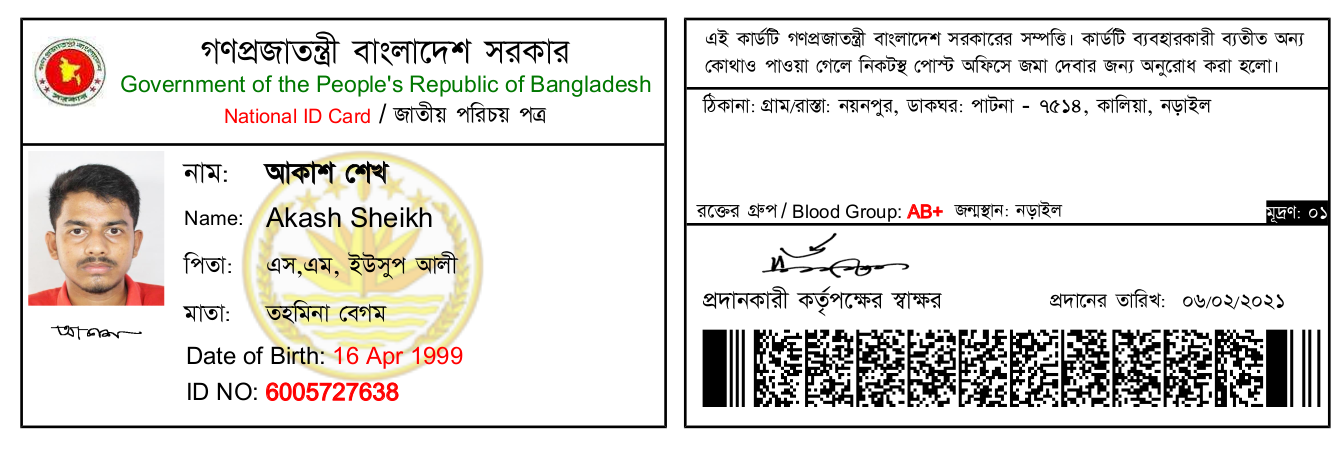 গণপ্রজাতন্ত্রী বাংলাদেশ সরকার
Government of the People's Republic of Bangladesh
National ID Card / জাতীয় পরিচয় পত্র
নাম: আকাশ শেখ
Name: Akash Sheikh
পিতা: এস,এম, ইউসুপ আলী
মাতা: তহমিনা বেগম
Date of Birth: 16 Apr 1999
ID NO: 6005727638
এই কার্ডটি গণপ্রজাতন্ত্রী বাংলাদেশ সরকারের সম্পত্তি। কার্ডটি ব্যবহারকারী ব্যতীত অন্য
কোথাও পাওয়া গেলে নিকটস্থ পোস্ট অফিসে জমা দেবার জন্য অনুরোধ করা হলো।
ঠিকানা: গ্রাম/রাস্তা: নয়নপুর, ডাকঘর: পাটনা - ৭৫১৪, কালিয়া, নড়াইল
রক্তের গ্রুপ / Blood Group: AB+ জন্মস্থান: নড়াইল
মূদ্রণ: ০১
প্রদানকারী কর্তৃপক্ষের স্বাক্ষর
প্রদানের তারিখ: ০৬/০২/২০২১